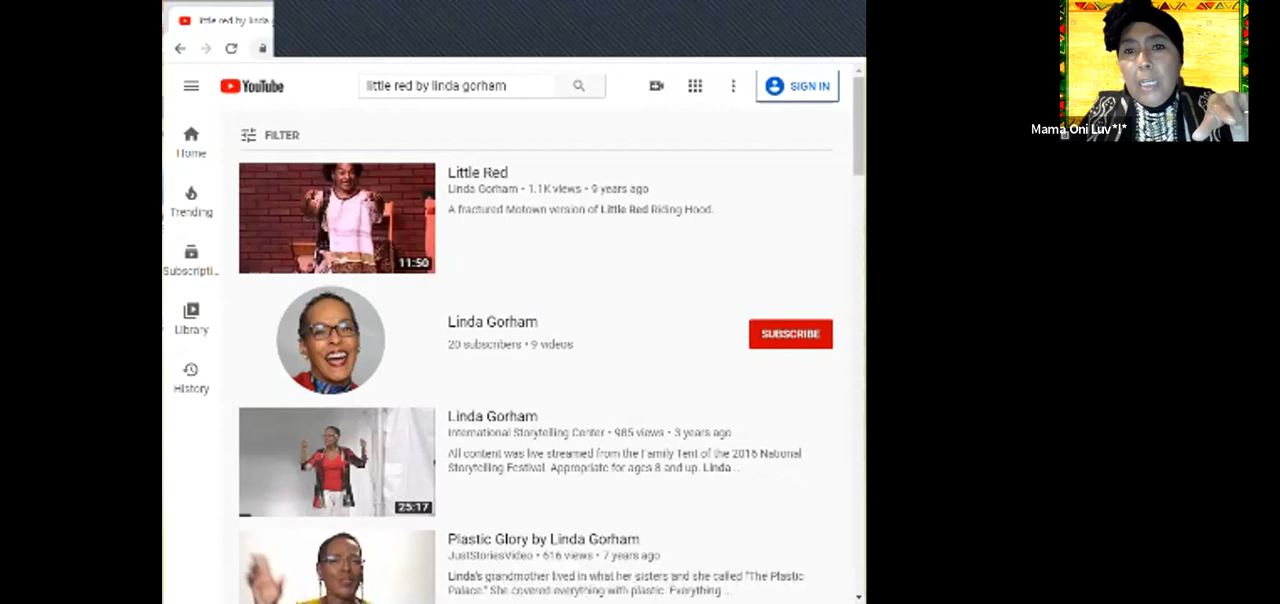 little red by linda g
YouTube
little red by linda gorham
SIGN IN
Mama Oni Luv*I*
Home
Trending
Subscripti...
Library
History
FILTER
11:50
Little Red
Linda Gorham • 1.1K views • 9 years ago
A fractured Motown version of Little Red Riding Hood.
Linda Gorham
20 subscribers • 9 videos
SUBSCRIBE
25:17
Linda Gorham
International Storytelling Center • 985 views • 3 years ago
All content was live streamed from the Family Tent of the 2016 National
Storytelling Festival. Appropriate for ages 8 and up. Linda ...
Plastic Glory by Linda Gorham
JustStoriesVideo • 616 views • 7 years ago
Linda's grandmother lived in what her sisters and she called "The Plastic
Palace." She covered everything with plastic. Everything ...